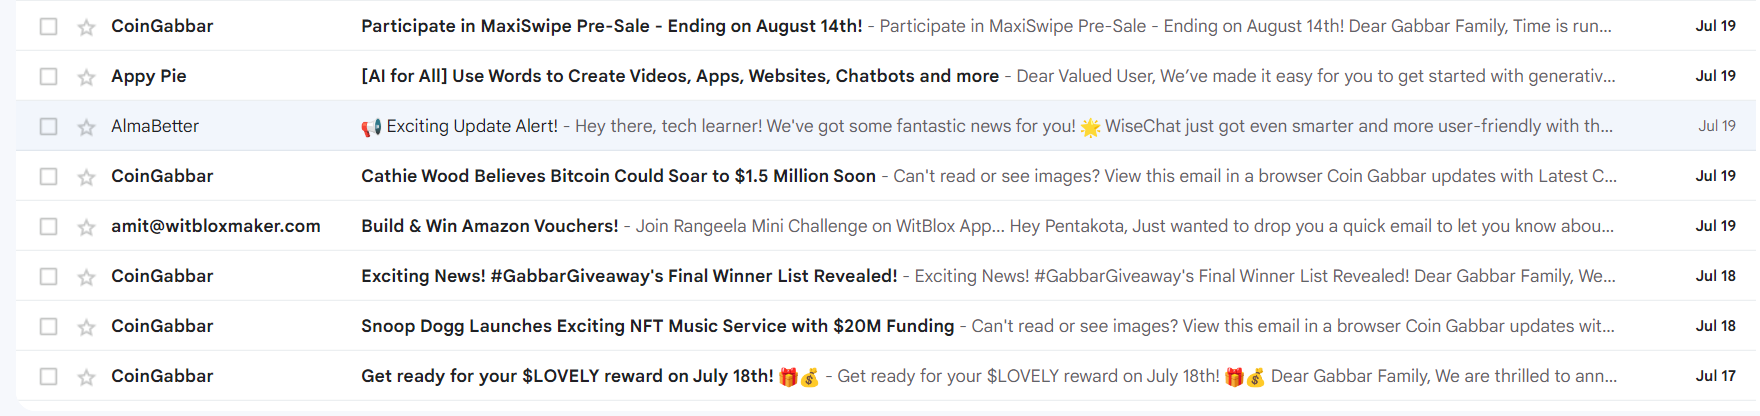 CoinGabbar Participate in MaxiSwipe Pre-Sale - Ending on August 14th! - Participate in MaxiSwipe Pre-Sale - Ending on August 14th! Dear Gabbar Family, Time is run... Jul 19
Appy Pie [AI for All] Use Words to Create Videos, Apps, Websites, Chatbots and more - Dear Valued User, We’ve made it easy for you to get started with generativ... Jul 19
AlmaBetter 📢 Exciting Update Alert! - Hey there, tech learner! We've got some fantastic news for you! 🌟 WiseChat just got even smarter and more user-friendly with th... Jul 19
CoinGabbar Cathie Wood Believes Bitcoin Could Soar to $1.5 Million Soon - Can't read or see images? View this email in a browser Coin Gabbar updates with Latest C... Jul 19
amit@witbloxmaker.com Build & Win Amazon Vouchers! - Join Rangeela Mini Challenge on WitBlox App... Hey Pentakota, Just wanted to drop you a quick email to let you know abou... Jul 19
CoinGabbar Exciting News! #GabbarGiveaway's Final Winner List Revealed! - Exciting News! #GabbarGiveaway's Final Winner List Revealed! Dear Gabbar Family, We... Jul 18
CoinGabbar Snoop Dogg Launches Exciting NFT Music Service with $20M Funding - Can't read or see images? View this email in a browser Coin Gabbar updates wit... Jul 18
CoinGabbar Get ready for your $LOVELY reward on July 18th! 🎁💰 - Get ready for your $LOVELY reward on July 18th! 🎁💰 Dear Gabbar Family, We are thrilled to ann... Jul 17